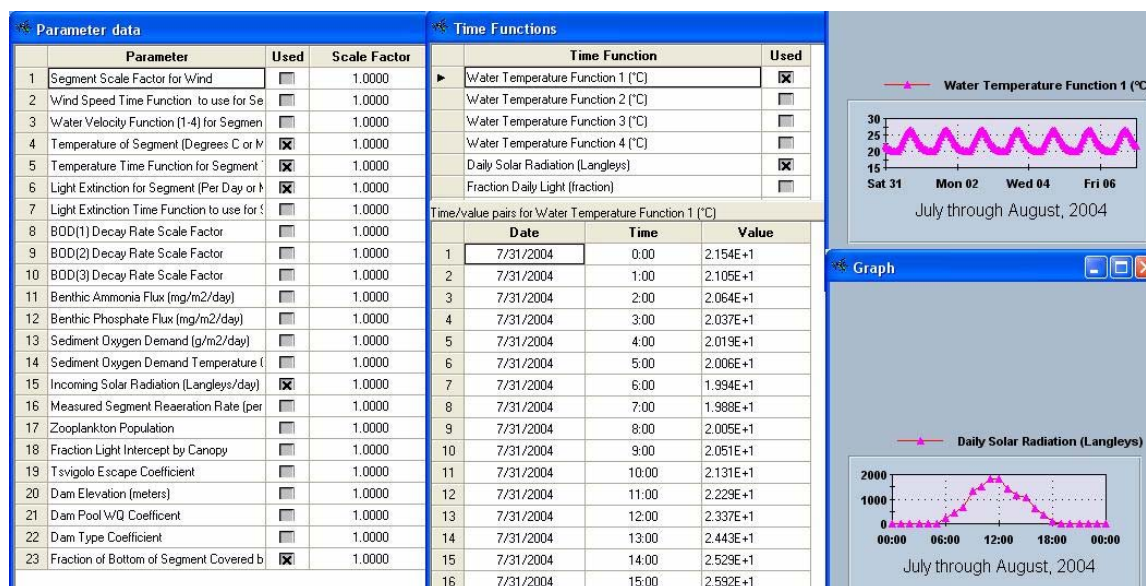 Parameter data
Parameter Used Scale Factor
1 Segment Scale Factor for Wind 1.0000
2 Wind Speed Time Function to use for Se 1.0000
3 Water Velocity Function (1-4) for Segmen 1.0000
4 Temperature of Segment (Degrees C or M 1.0000
5 Temperature Time Function for Segment 1.0000
6 Light Extinction for Segment (Per Day or 1.0000
7 Light Extinction Time Function to use for 1.0000
8 BOD(1) Decay Rate Scale Factor 1.0000
9 BOD(2) Decay Rate Scale Factor 1.0000
10 BOD(3) Decay Rate Scale Factor 1.0000
11 Benthic Ammonia Flux (mg/m2/day) 1.0000
12 Benthic Phosphate Flux (mg/m2/day) 1.0000
13 Sediment Oxygen Demand (g/m2/day) 1.0000
14 Sediment Oxygen Demand Temperature ( 1.0000
15 Incoming Solar Radiation (Langleys/day) 1.0000
16 Measured Segment Reaeration Rate (per 1.0000
17 Zooplankton Population 1.0000
18 Fraction Light Intercept by Canopy 1.0000
19 Tsvigolo Escape Coefficient 1.0000
20 Dam Elevation (meters) 1.0000
21 Dam Pool WQ Coefficent 1.0000
22 Dam Type Coefficient 1.0000
23 Fraction of Bottom of Segment Covered b 1.0000
Time Functions
Time Function Used
Water Temperature Function 1 (°C)
Water Temperature Function 2 (°C)
Water Temperature Function 3 (°C)
Water Temperature Function 4 (°C)
Daily Solar Radiation (Langleys)
Fraction Daily Light (fraction)
Time/value pairs for Water Temperature Function 1 (°C)
Date Time Value
1 7/31/2004 0:00 2.154E+1
2 7/31/2004 1:00 2.105E+1
3 7/31/2004 2:00 2.064E+1
4 7/31/2004 3:00 2.037E+1
5 7/31/2004 4:00 2.019E+1
6 7/31/2004 5:00 2.006E+1
7 7/31/2004 6:00 1.994E+1
8 7/31/2004 7:00 1.988E+1
9 7/31/2004 8:00 2.005E+1
10 7/31/2004 9:00 2.051E+1
11 7/31/2004 10:00 2.131E+1
12 7/31/2004 11:00 2.229E+1
13 7/31/2004 12:00 2.337E+1
14 7/31/2004 13:00 2.443E+1
15 7/31/2004 14:00 2.529E+1
16 7/31/2004 15:00 2.592E+1
Water Temperature Function 1 (°C
30
25
20
15
Sat 31 Mon 02 Wed 04 Fri 06
July through August, 2004
Graph
Daily Solar Radiation (Langleys)
2000
1000
0
00:00 06:00 12:00 18:00 00:00
July through August, 2004